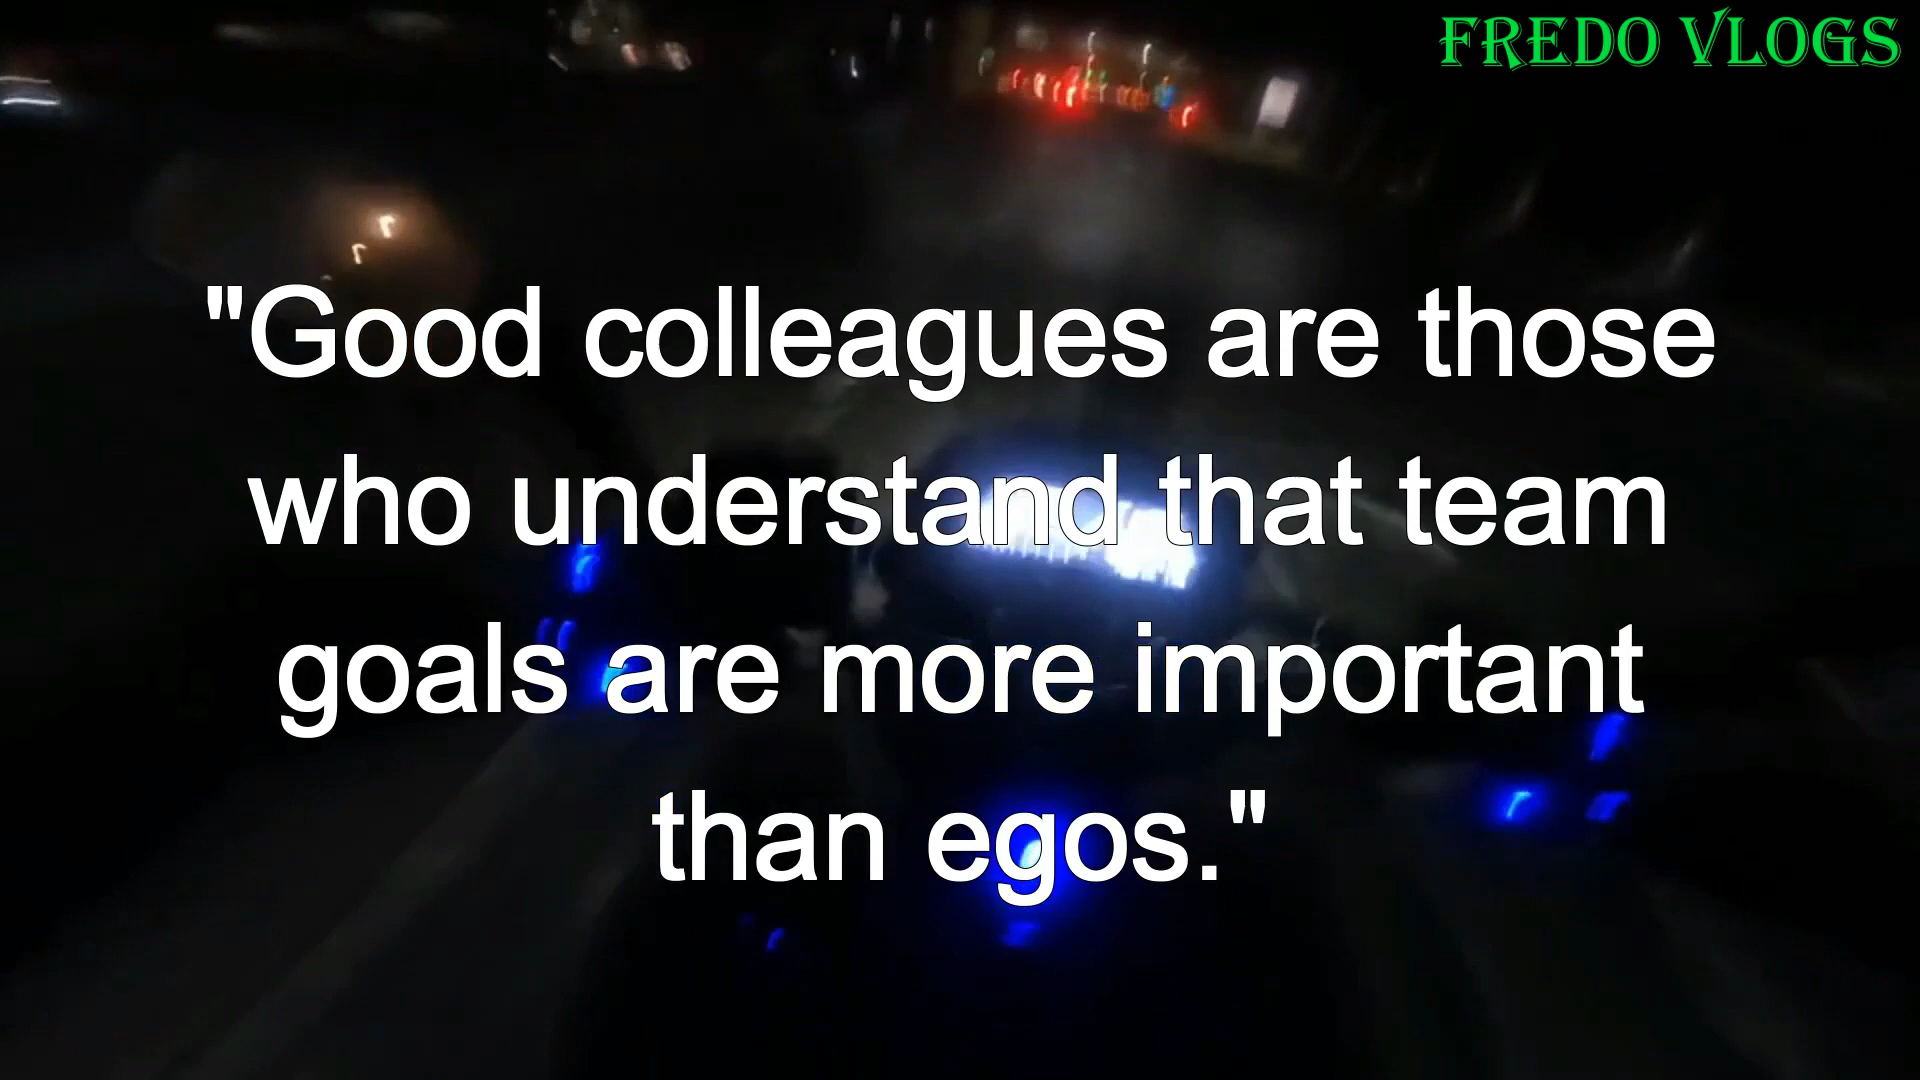 FREDO VLOGS
"Good colleagues are those
who understand that team
goals are more important
than egos."